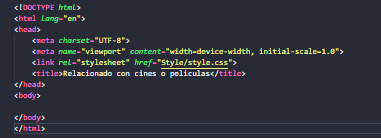 <!DOCTYPE html>
<html lang="en">
<head>
    <meta charset="UTF-8">
    <meta name="viewport" content="width=device-width, initial-scale=1.0">
    <link rel="stylesheet" href="Style/style.css">
    <title>Relacionado con cines o peliculas</title>
</head>
<body>
</body>
</html>